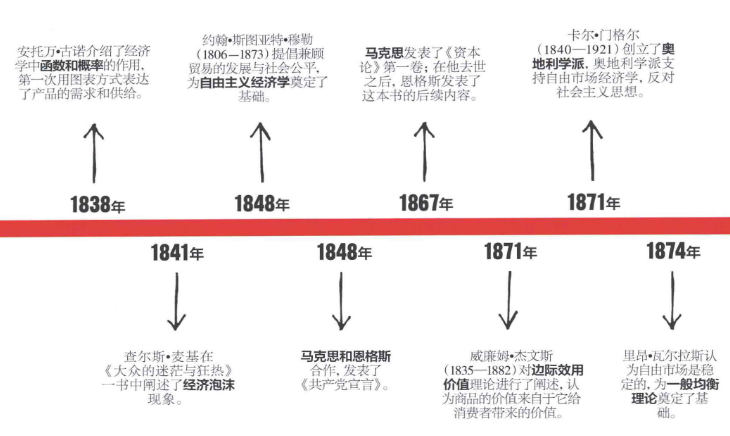 安托万•古诺介绍了经济
学中函数和概率的作用,
第一次用图表方式表达
了产品的需求和供给。
约翰•斯图亚特•穆勒
(1806—1873) 提倡兼顾
贸易的发展与社会公平,
为自由主义经济学奠定了
基础。
马克思发表了《资本
论》第一卷; 在他去世
之后, 恩格斯发表了
这本书的后续内容。
卡尔•门格尔
(1840—1921) 创立了奥
地利学派, 奥地利学派支
持自由市场经济学, 反对
社会主义思想。
1838年
1848年
1867年
1871年
1841年
1848年
1871年
1874年
查尔斯•麦基在
《大众的迷茫与狂热》
一书中阐述了经济泡沫
现象。
马克思和恩格斯
合作, 发表了
《共产党宣言》。
威廉姆•杰文斯
(1835—1882) 对边际效用
价值理论进行了阐述, 认
为商品的价值来自于它给
消费者带来的价值。
里昂•瓦尔拉斯认
为自由市场是稳
定的, 为一般均衡
理论奠定了基
础。